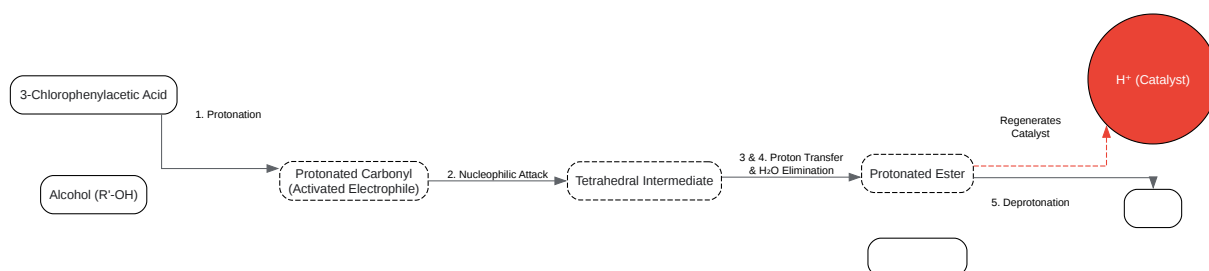 3-Chlorophenylacetic Acid
1. Protonation
Alcohol (R'-OH)
Protonated Carbonyl
(Activated Electrophile)
2. Nucleophilic Attack
Tetrahedral Intermediate
3 & 4. Proton Transfer
& H₂O Elimination
Protonated Ester
Regenerates
Catalyst
H⁺ (Catalyst)
5. Deprotonation